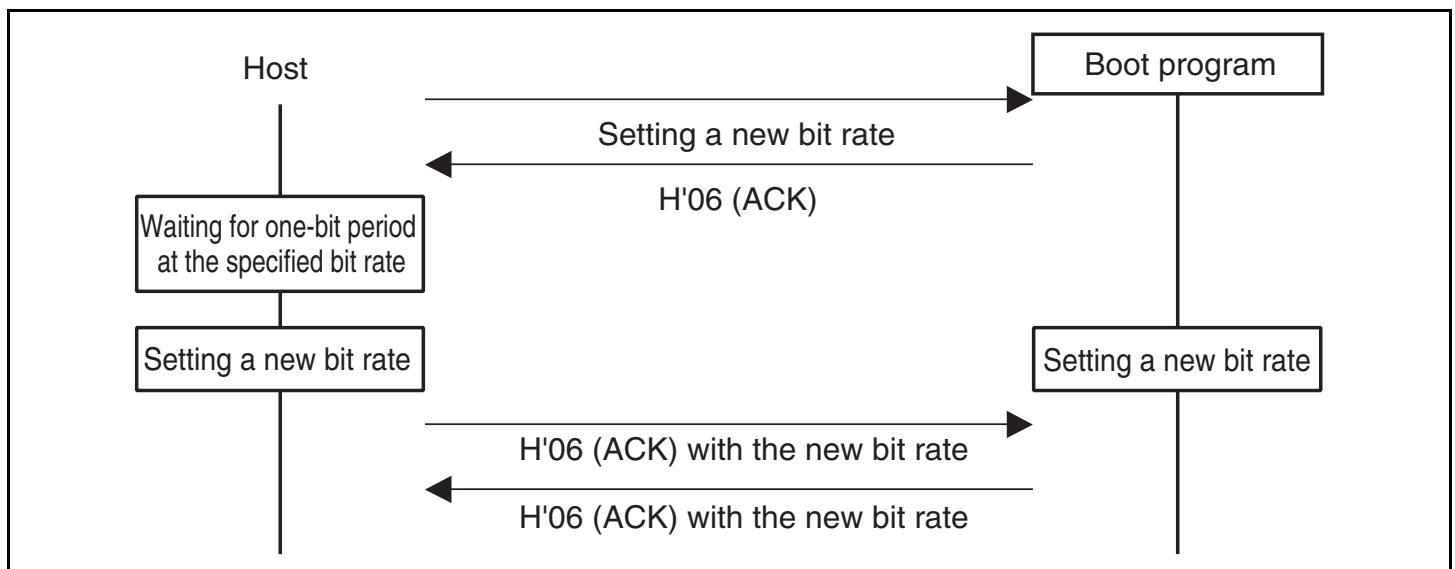 Host
Boot program
Setting a new bit rate
H'06 (ACK)
Waiting for one-bit period
at the specified bit rate
Setting a new bit rate
Setting a new bit rate
H'06 (ACK) with the new bit rate
H'06 (ACK) with the new bit rate